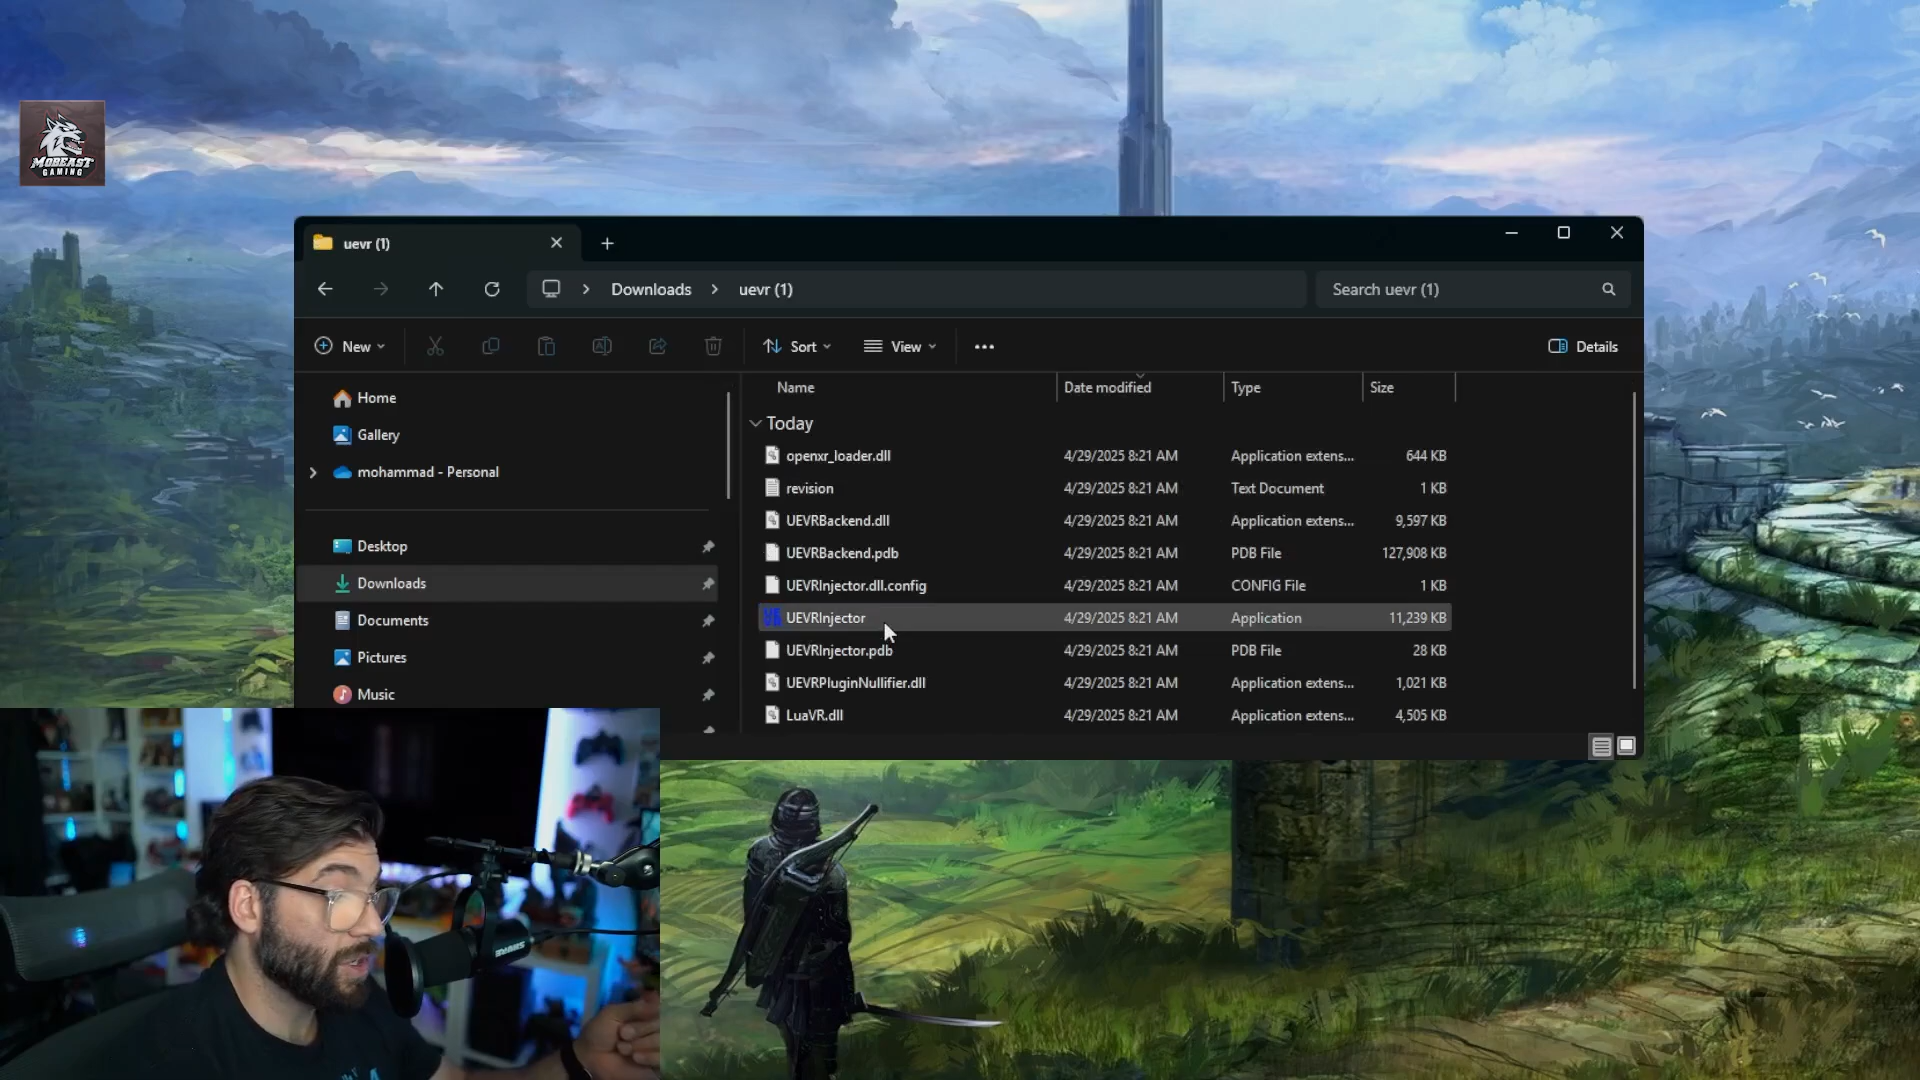 MOBEAST
GAMING
uevr (1)
Downloads
uevr (1)
Search uevr (1)
New
Sort
View
Details
Home
Gallery
mohammad - Personal
Desktop
Downloads
Documents
Pictures
Music
Name Date modified Type Size
Today
openxr_loader.dll 4/29/2025 8:21 AM Application extens... 644 KB
revision 4/29/2025 8:21 AM Text Document 1 KB
UEVRBackend.dll 4/29/2025 8:21 AM Application extens... 9,597 KB
UEVRBackend.pdb 4/29/2025 8:21 AM PDB File 127,908 KB
UEVRInjector.dll.config 4/29/2025 8:21 AM CONFIG File 1 KB
UEVRInjector 4/29/2025 8:21 AM Application 11,239 KB
UEVRInjector.pdb 4/29/2025 8:21 AM PDB File 28 KB
UEVRPluginNullifier.dll 4/29/2025 8:21 AM Application extens... 1,021 KB
LuaVR.dll 4/29/2025 8:21 AM Application extens... 4,505 KB